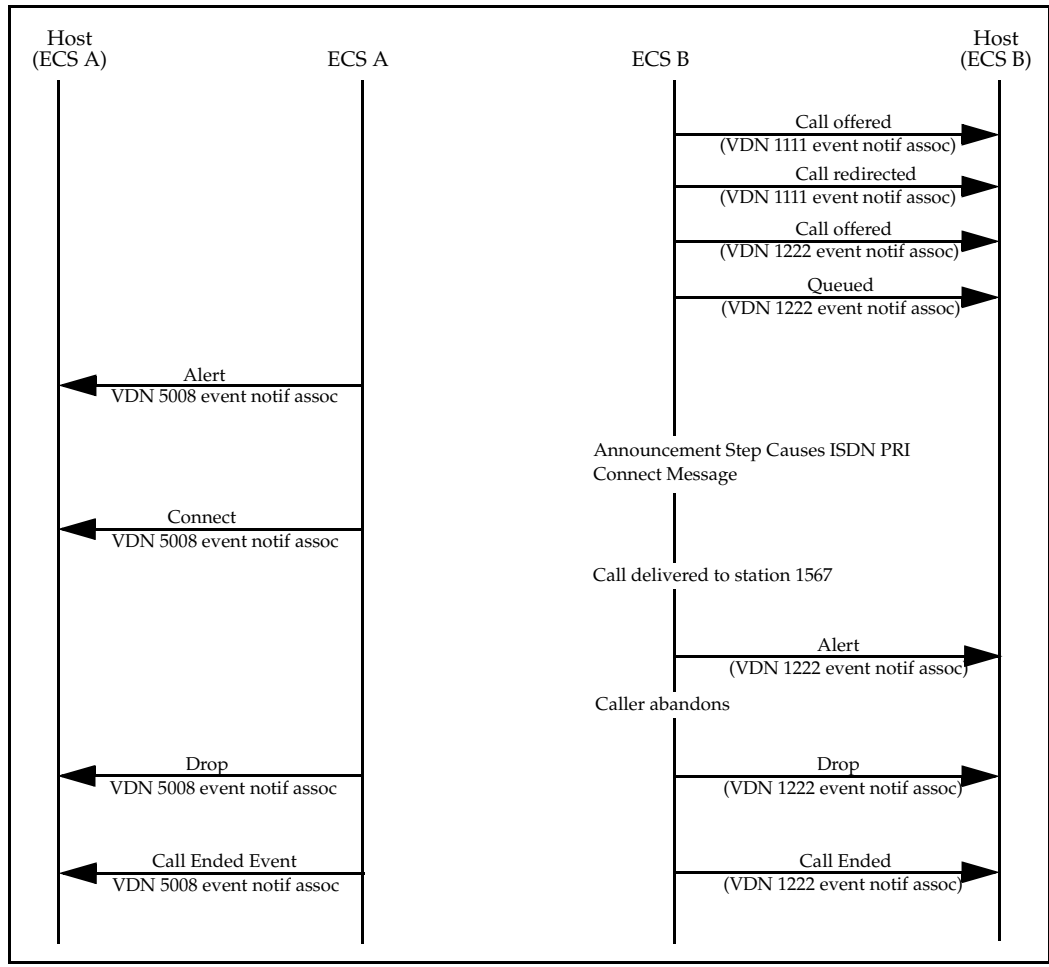 Host
(ECS A)
ECS A
ECS B
Host
(ECS B)
Call offered
(VDN 1111 event notif assoc)
Call redirected
(VDN 1111 event notif assoc)
Call offered
(VDN 1222 event notif assoc)
Queued
(VDN 1222 event notif assoc)
Alert
VDN 5008 event notif assoc
Announcement Step Causes ISDN PRI
Connect Message
Connect
VDN 5008 event notif assoc
Call delivered to station 1567
Alert
(VDN 1222 event notif assoc)
Caller abandons
Drop
VDN 5008 event notif assoc
Drop
(VDN 1222 event notif assoc)
Call Ended Event
VDN 5008 event notif assoc
Call Ended
(VDN 1222 event notif assoc)